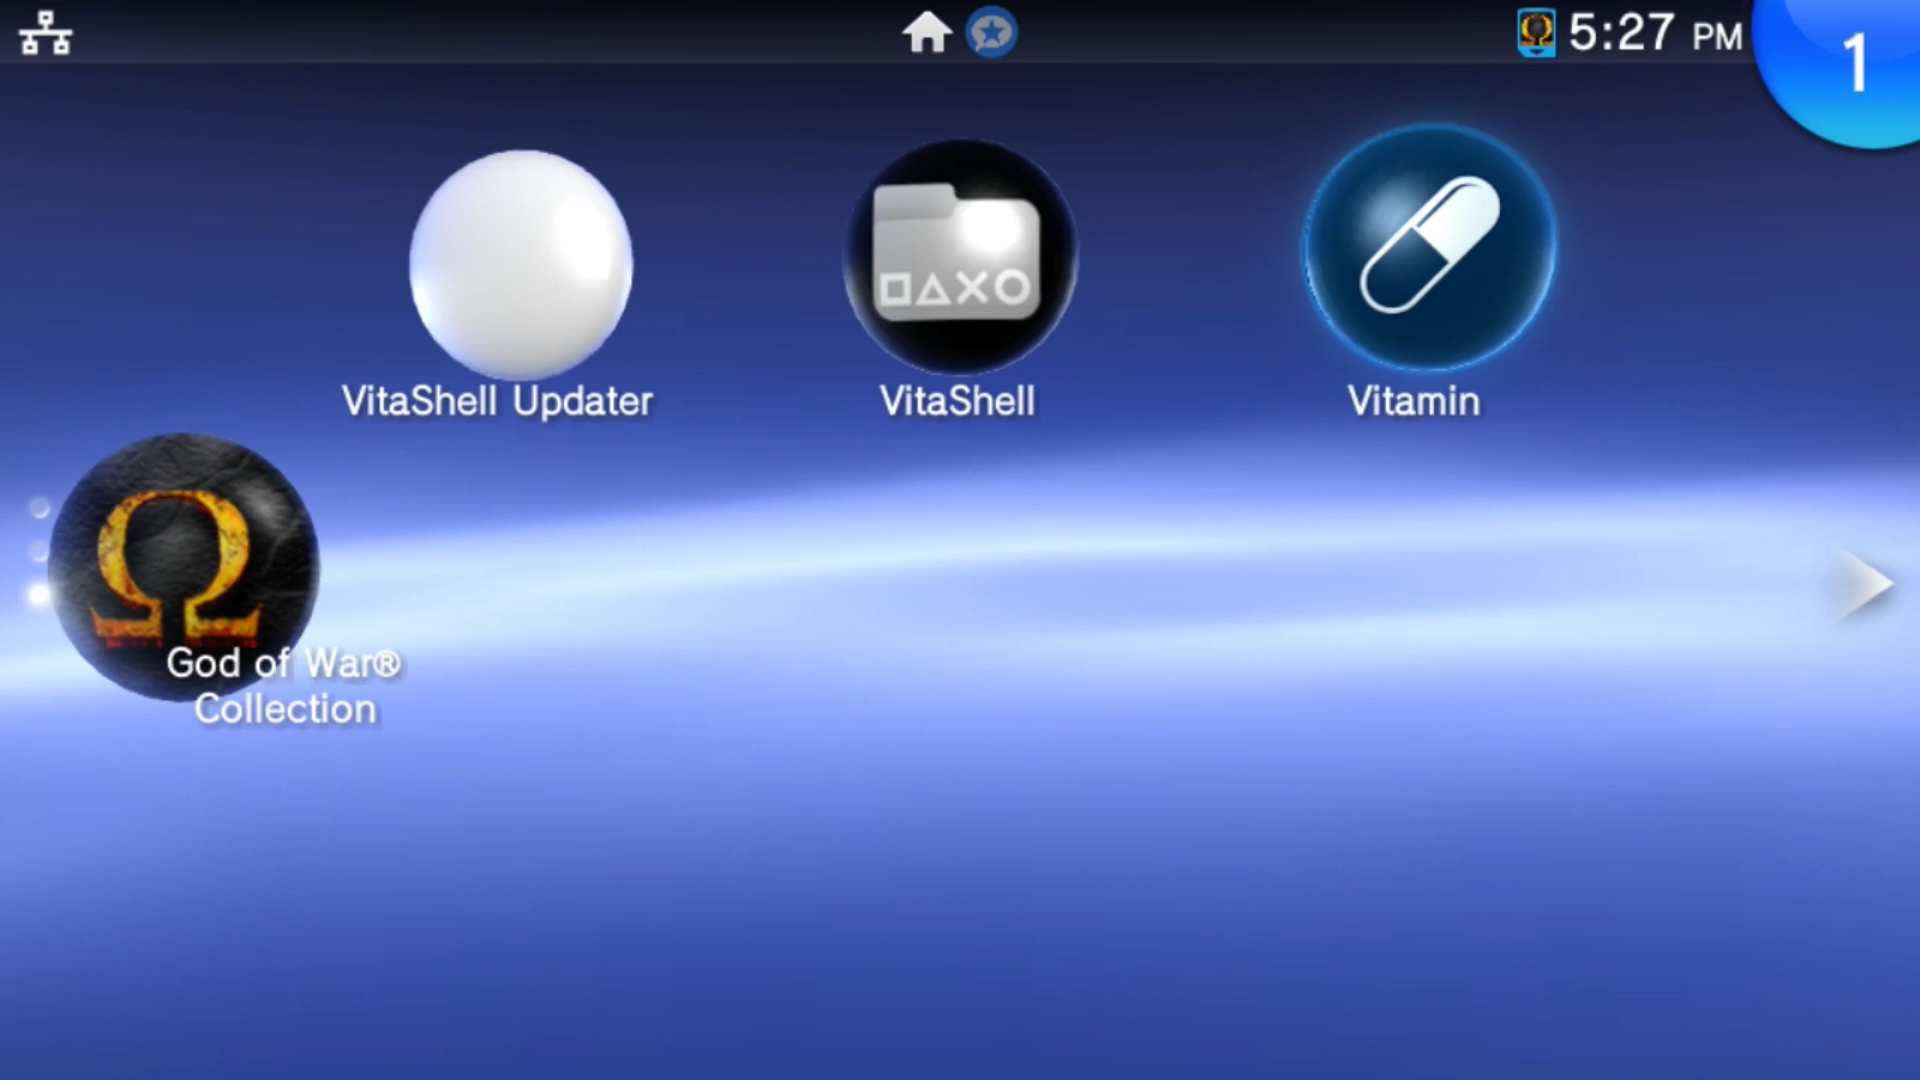 5:27 PM
1
VitaShell Updater
VitaShell
Vitamin
Ω
God of War®
Collection